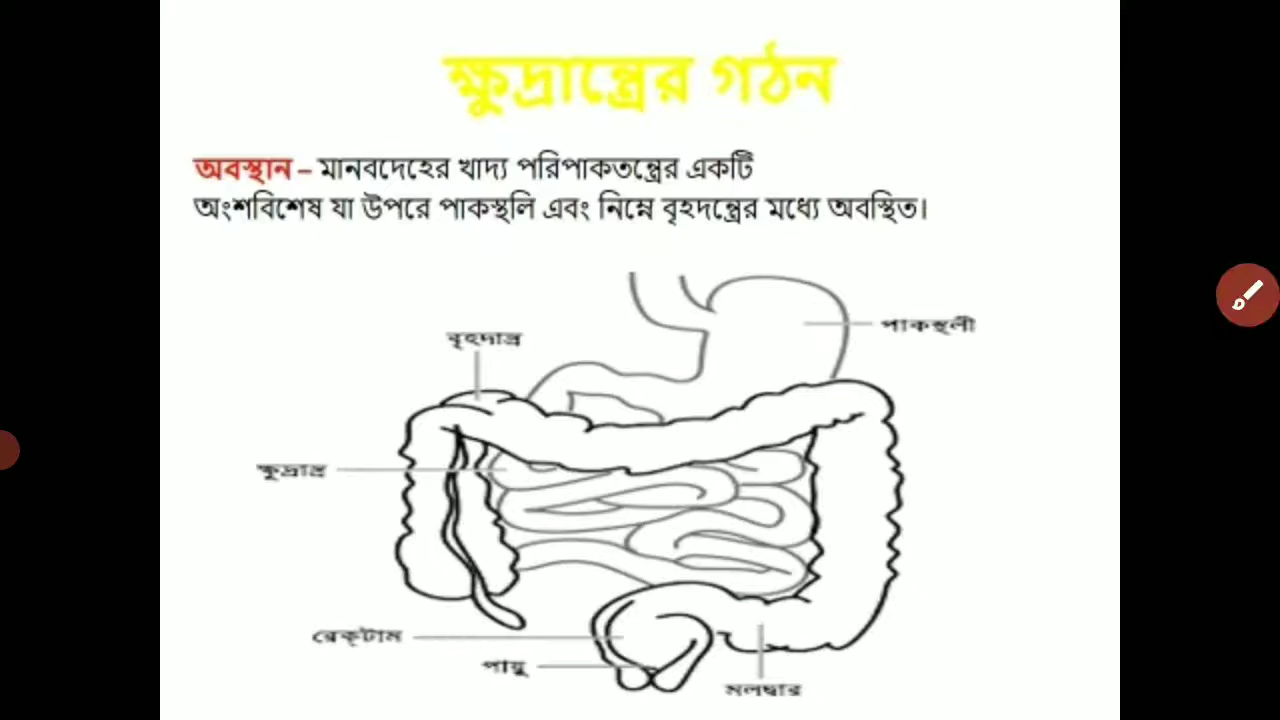 ক্ষুদ্রান্ত্রের গঠন
অবস্থান – মানবদেহের খাদ্য পরিপাকতন্ত্রের একটি
অংশবিশেষ যা উপরে পাকস্থলি এবং নিম্নে বৃহদন্ত্রের মধ্যে অবস্থিত।
পাকস্থলী
বৃহদান্ত্র
ক্ষুদ্রান্ত্র
রেক্টাম
পায়ু
মলদ্বার